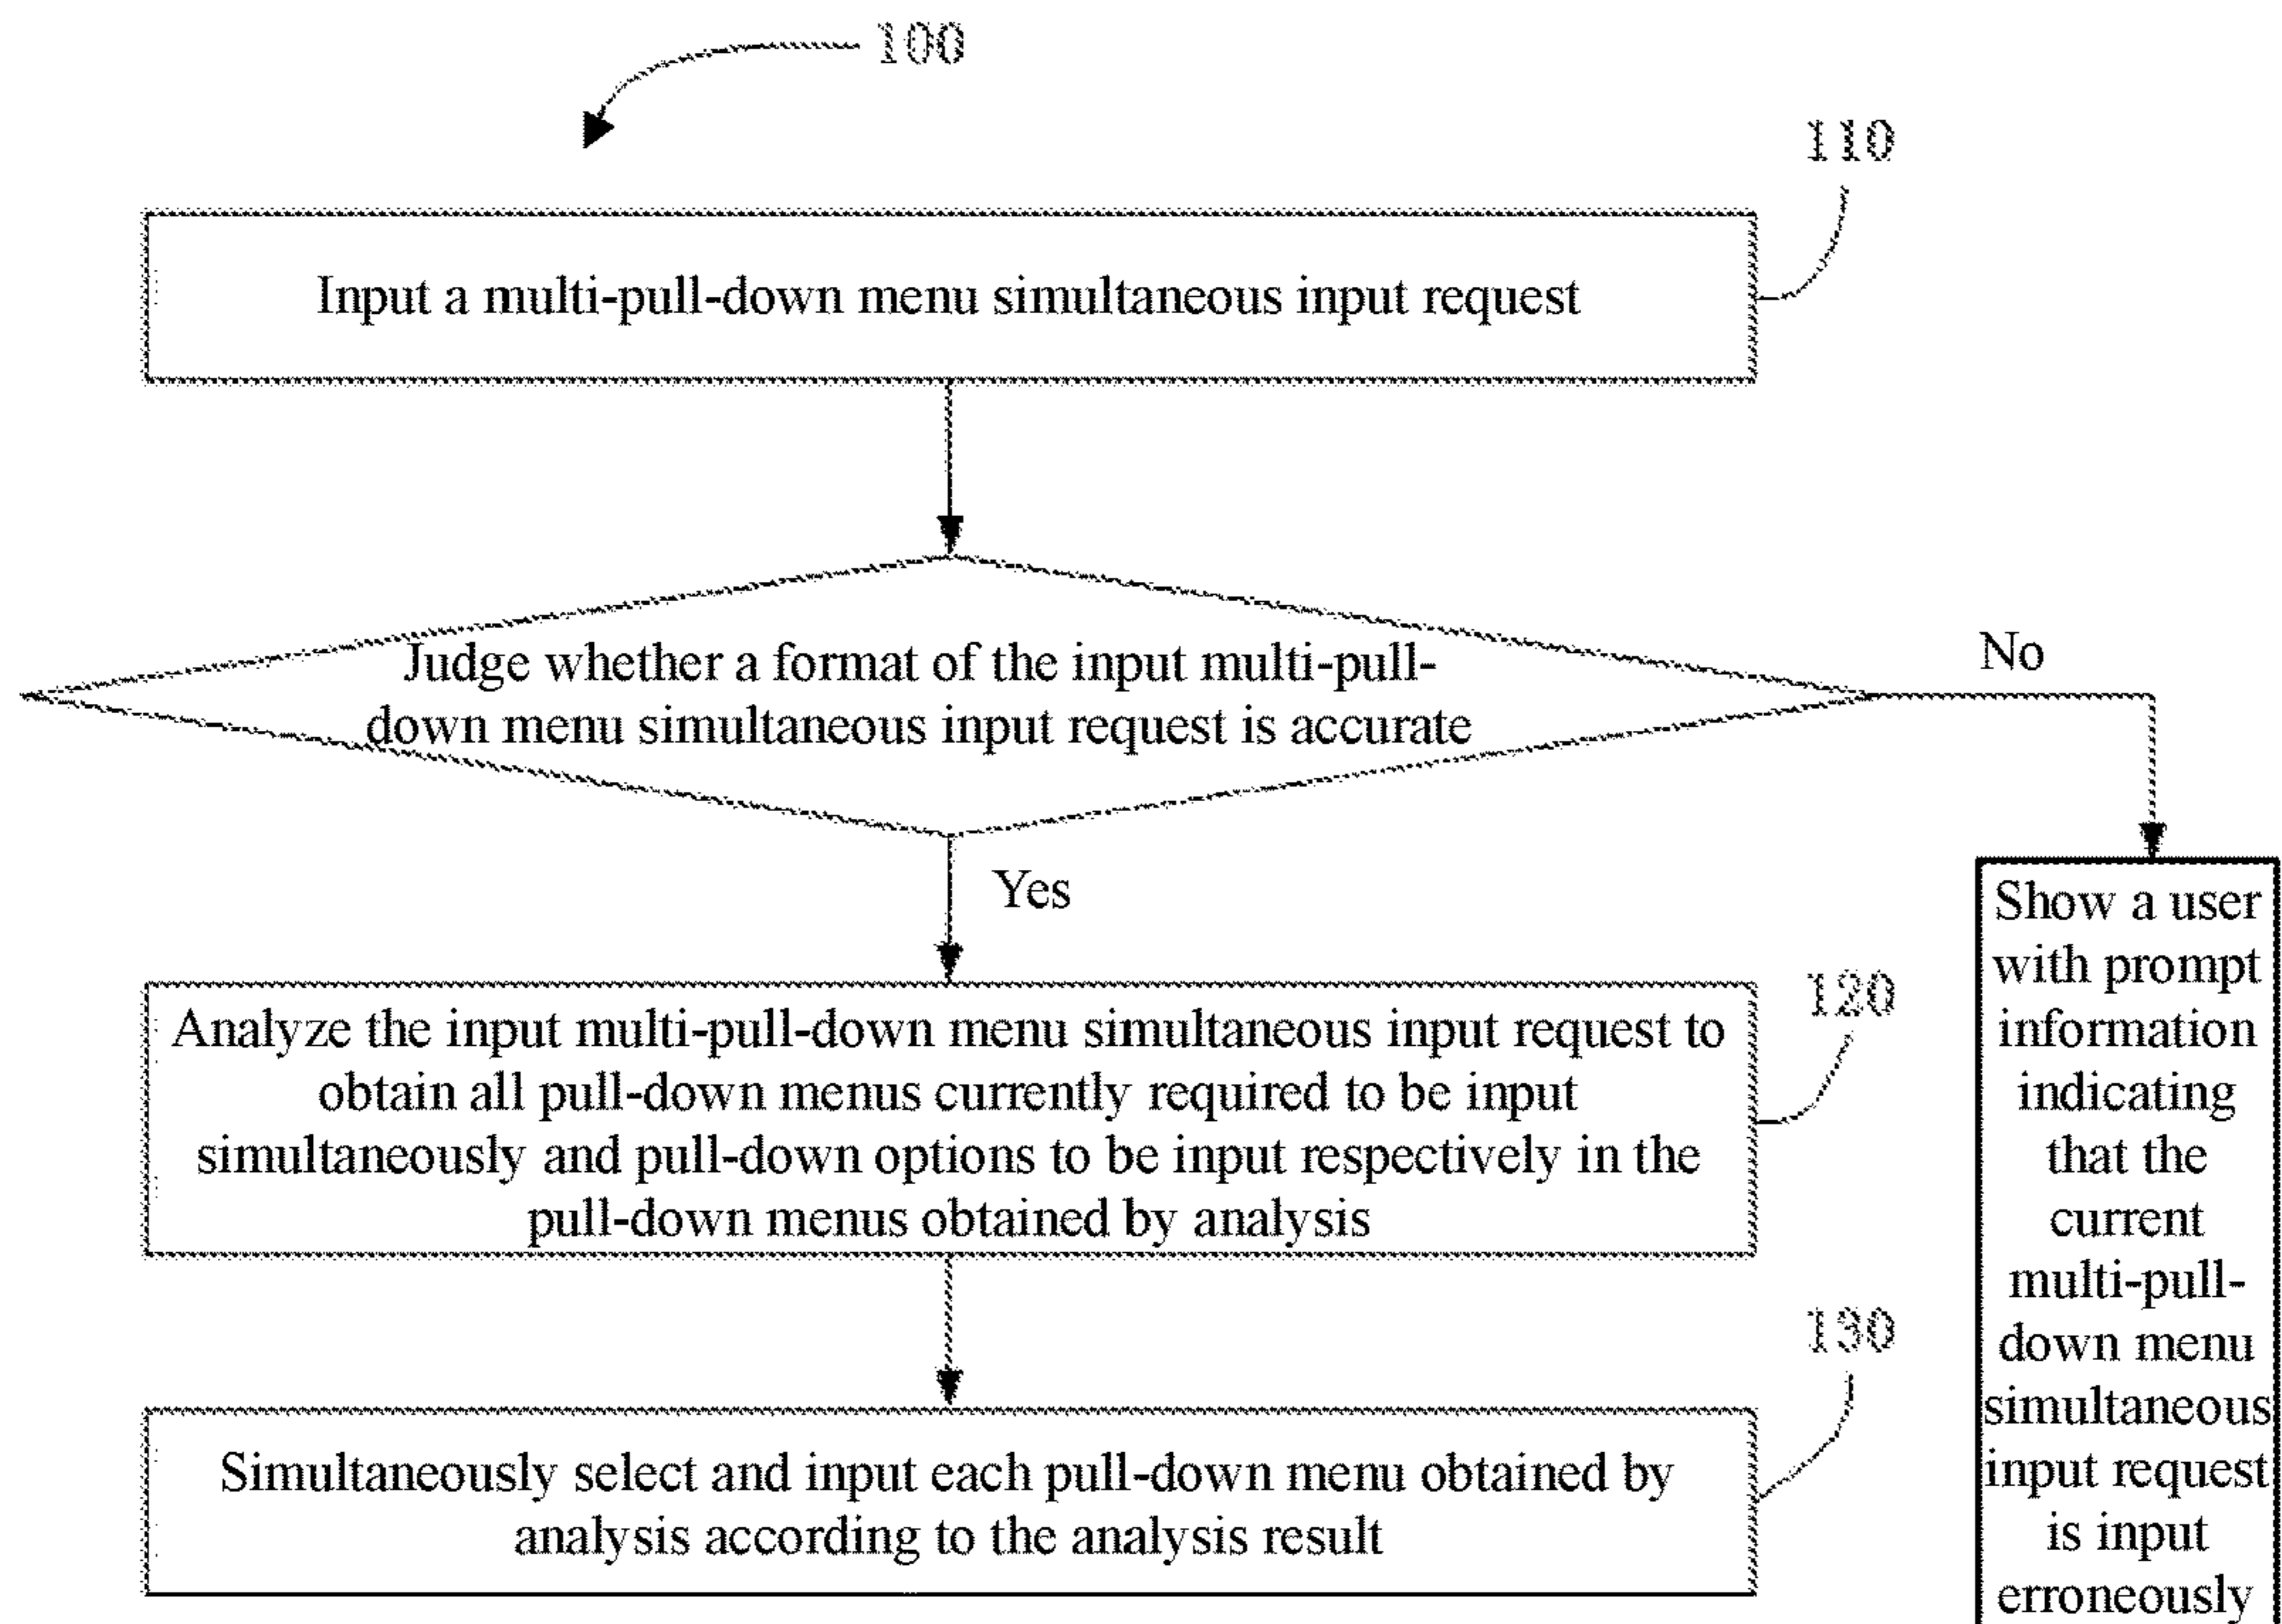 100
110
Input a multi-pull-down menu simultaneous input request
Judge whether a format of the input multi-pull-
down menu simultaneous input request is accurate
No
Yes
Show a user
with prompt
information
indicating
that the
current
multi-pull-
down menu
simultaneous
input request
is input
erroneously
120
Analyze the input multi-pull-down menu simultaneous input request to
obtain all pull-down menus currently required to be input
simultaneously and pull-down options to be input respectively in the
pull-down menus obtained by analysis
130
Simultaneously select and input each pull-down menu obtained by
analysis according to the analysis result